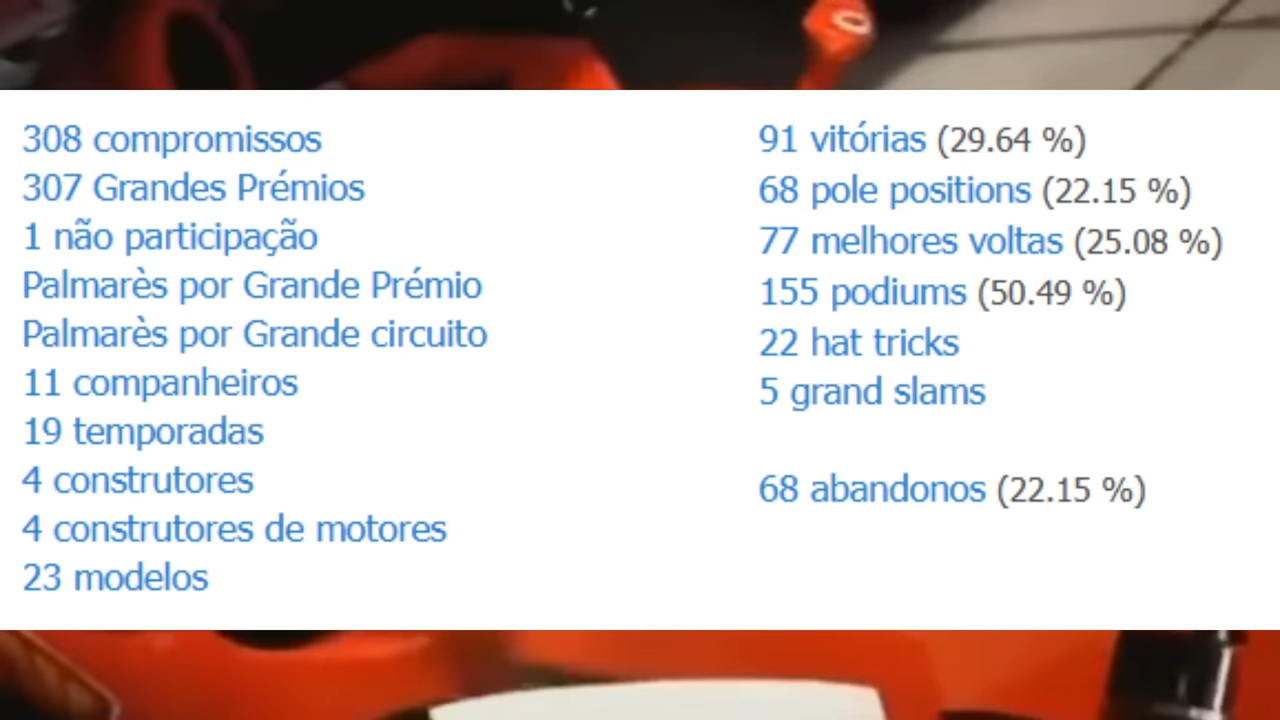 308 compromissos
307 Grandes Prémios
1 não participação
Palmarès por Grande Prémio
Palmarès por Grande circuito
11 companheiros
19 temporadas
4 construtores
4 construtores de motores
23 modelos
91 vitórias (29.64 %)
68 pole positions (22.15 %)
77 melhores voltas (25.08 %)
155 podiums (50.49 %)
22 hat tricks
5 grand slams
68 abandonos (22.15 %)